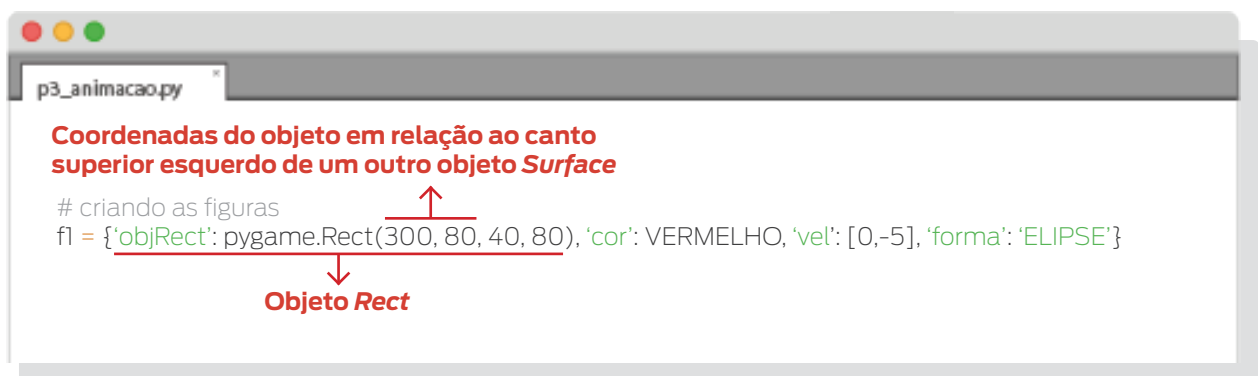 p3_animacao.py
Coordenadas do objeto em relação ao canto
superior esquerdo de um outro objeto Surface
# criando as figuras
f1 = {‘objRect’: pygame.Rect(300, 80, 40, 80), ‘cor’: VERMELHO, ‘vel’: [0,-5], ‘forma’: ‘ELIPSE’}
Objeto Rect